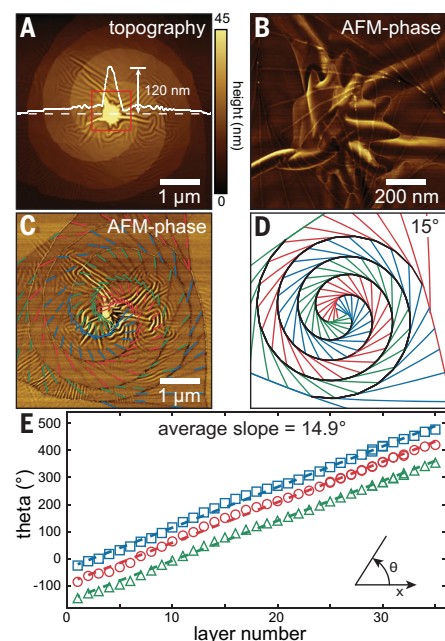 A
topography
120 nm
1 µm
45
height (nm)
0
B
AFM-phase
200 nm
C
AFM-phase
1 µm
D
15°
E
average slope = 14.9°
500
400
300
200
100
0
-100
theta (°)
θ
x
0
10
20
30
layer number